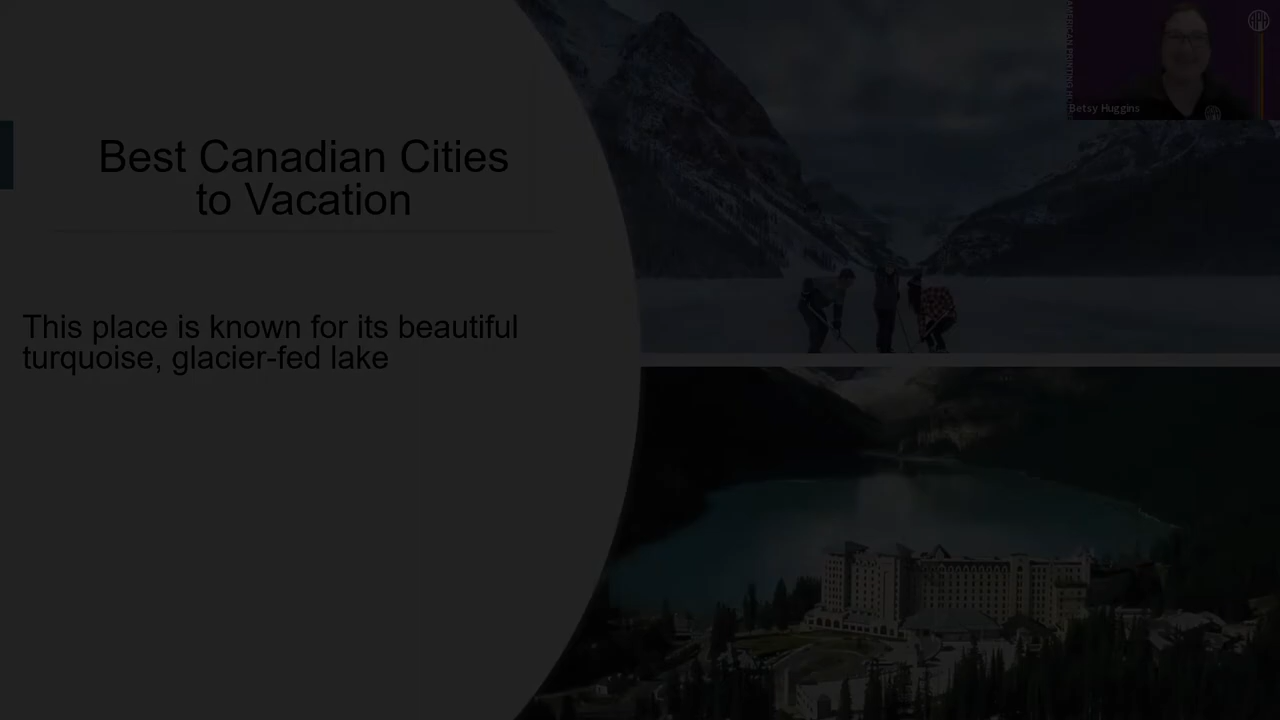 Best Canadian Cities
to Vacation
This place is known for its beautiful
turquoise, glacier-fed lake
Betsy Huggins